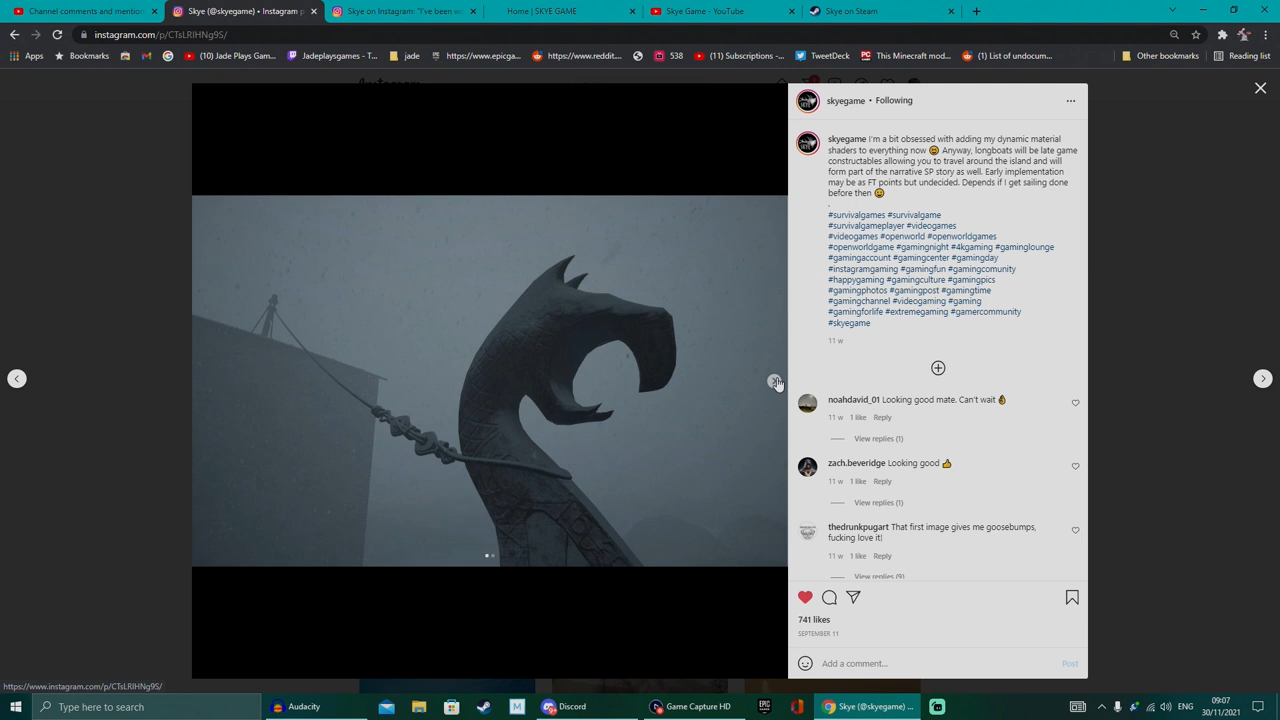 Channel comments and mention:
Skye (@skyegame) • Instagram p
Skye on Instagram: "I've been w
Home | SKYE GAME
Skye Game - YouTube
Skye on Steam
instagram.com/p/CTsLRIHNg9S/
Apps
Bookmarks
(10) Jade Plays Gam...
Jadeplaysgames - T...
jade
https://www.epicga...
https://www.reddit....
538
(5) Subscriptions -...
TweetDeck
PC Games
(1) List of undocum...
Other bookmarks
Reading list
skyegame • Following
skyegame I'm a bit obsessed with adding my dynamic material
shaders to everything now 😄 Anyway, longboats will be late game
constructables allowing you to travel around the island and will
form part of the narrative SP story as well. Early implementation
may be as FT points but undecided. Depends if I get sailing done
before then 😄
.
#survivalgames #survivalgame
#survivalgameplayer #videogames
#videogames #openworld #openworldgames
#openworldgame #gamingnight #4kgaming #gaminglounge
#gamingaccount #gamingcenter #gamingday
#instagramgaming #gamingfun #gamingcomunity
#happygaming #gamingculture #gamingpics
#gamingphotos #gamingpost #gamingtime
#gamingchannel #videogaming #gaming
#gamingforlife #extremegaming #gamercommunity
#skyegame
11 w
noahdavid_01 Looking good mate. Can't wait
11 w 1 like Reply
View replies (1)
zach.beveridge Looking good 👍
11 w 1 like Reply
View replies (1)
thedrunkpugart That first image gives me goosebumps,
fucking love it!
11 w 1 like Reply
View replies (9)
741 likes
SEPTEMBER 11
Add a comment...
Post
https://www.instagram.com/p/CTsLRIHNg9S/
Type here to search
Audacity
Discord
Game Capture HD
Skye (@skyegame) ...
ENG
09:07
30/11/2021